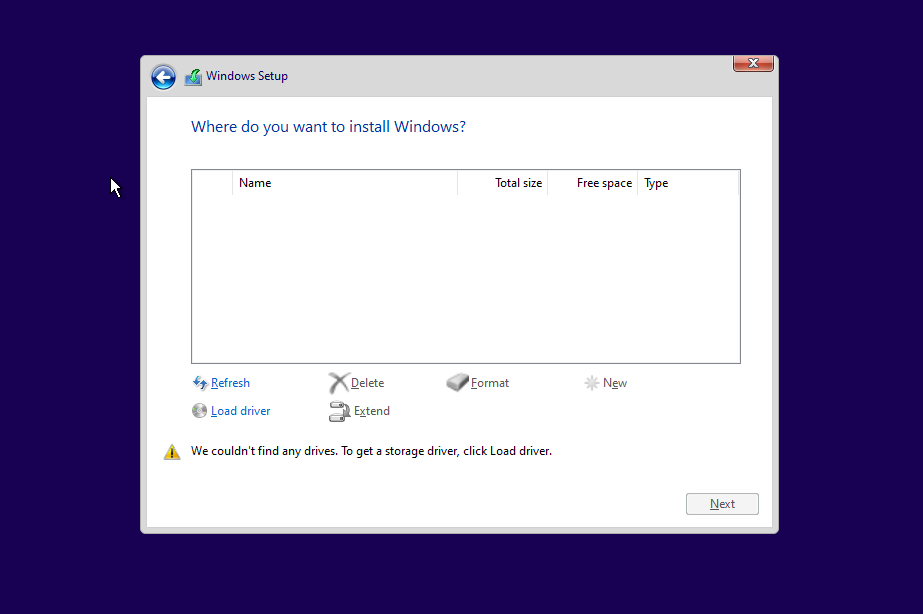 Windows Setup
Where do you want to install Windows?
Name Total size Free space Type
Refresh Delete Format New
Load driver Extend
We couldn't find any drives. To get a storage driver, click Load driver.
Next